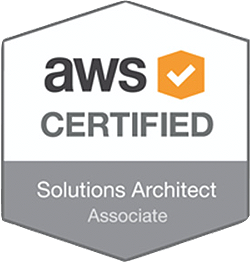 aws
CERTIFIED
Solutions Architect
Associate